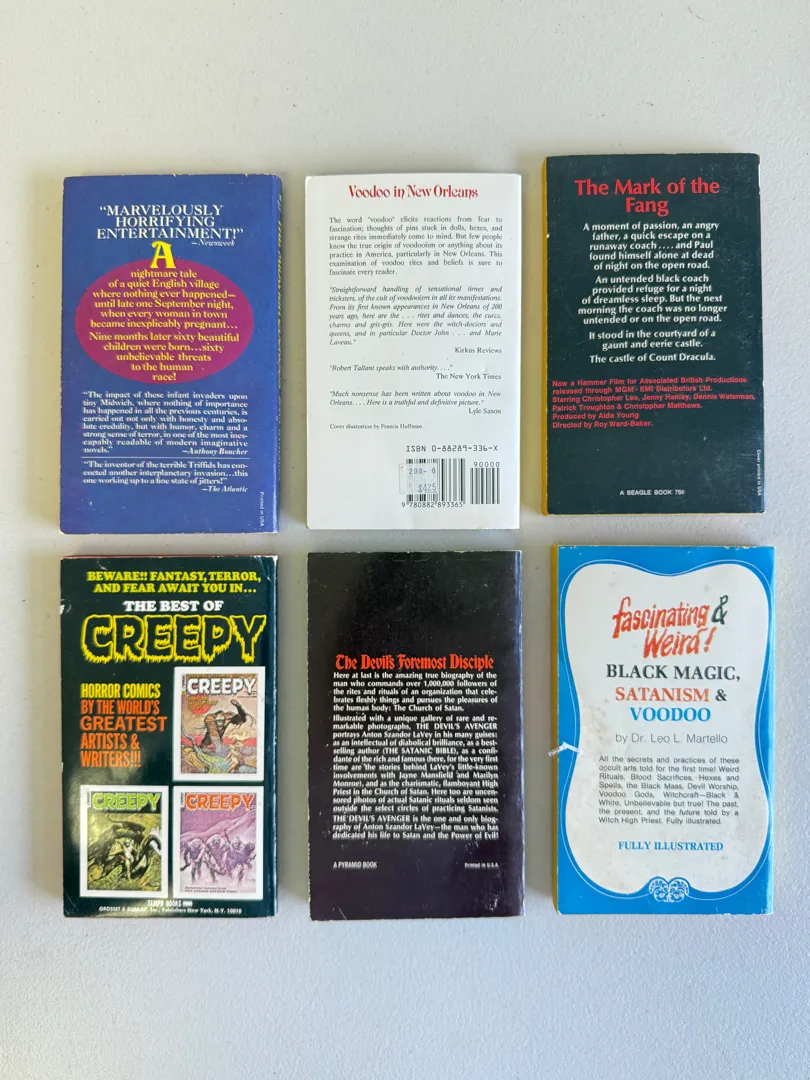 "MARVELOUSLY
HORRIFYING
ENTERTAINMENT!"
—Newsweek
A
nightmare tale
of a quiet English village
where nothing ever happened—
until late one September night,
when every woman in town
became inexplicably pregnant...
Nine months later sixty beautiful
children were born...sixty
unbelievable threats
to the human
race!
"The impact of these infant invaders upon
tiny Midwich, where nothing of importance
has happened in all the previous centuries, is
carried out not only with honesty and abso-
lute credulity, but with humor, charm and a
strong sense of terror, in one of the most ines-
capably readable of modern imaginative
novels." —Anthony Boucher
"The inventor of the terrible Triffids has con-
cocted another interplanetary invasion...this
one working up to a fine state of jitters!"
—The Atlantic
Printed in USA
Voodoo in New Orleans
The word "voodoo" elicits reactions from fear to
fascination; thoughts of pins stuck in dolls, hexes, and
strange rites immediately come to mind. But few people
know the true origin of voodooism or anything about its
practice in America, particularly in New Orleans. This
examination of voodoo rites and beliefs is sure to
fascinate every reader.
"Straightforward handling of sensational times and
tricksters, of the cult of voodooism in all its manifestations.
From its first known appearances in New Orleans of 200
years ago, here are the . . . rites and dances, the curcs,
charms and gris-gris. Here were the witch-doctors and
queens, and in particular Doctor John . . . and Marie
Laveau."
Kirkus Reviews
"Robert Tallant speaks with authority. . . ."
The New York Times
"Much nonsense has been written about voodoo in New
Orleans. . . . Here is a truthful and definitive picture."
Lyle Saxon
Cover illustration by Francis Huffman
ISBN 0-88289-336-X
90000
298- 6
$425
9 780882 893365
The Mark of the
Fang
A moment of passion, an angry
father, a quick escape on a
runaway coach . . . . and Paul
found himself alone at dead
of night on the open road.
An untended black coach
provided refuge for a night
of dreamless sleep. But the next
morning the coach was no longer
untended or on the open road.
It stood in the courtyard of a
gaunt and eerie castle.
The castle of Count Dracula.
Now a Hammer Film for Associated British Productions
released through MGM- EMI Distributors Ltd.
Starring Christopher Lee, Jenny Hanley, Dennis Waterman,
Patrick Troughton & Christopher Matthews.
Produced by Aida Young
Directed by Roy Ward-Baker.
A BEAGLE BOOK 75¢
Cover printed in USA
BEWARE!! FANTASY, TERROR,
AND FEAR AWAIT YOU IN...
THE BEST OF
CREEPY
HORROR COMICS
BY THE WORLD'S
GREATEST
ARTISTS &
WRITERS!!!
CREEPY
CREEPY
CREEPY
TEMPO BOOKS
GROSSET & DUNLAP, Inc., Publishers New York, N.Y. 10010
The Devil's Foremost Disciple
Here at last is the amazing true biography of the
man who commands over 1,000,000 followers of
the rites and rituals of an organization that cele-
brates fleshly things and pursues the pleasures of
the human body: The Church of Satan.
Illustrated with a unique gallery of rare and re-
markable photographs, THE DEVIL'S AVENGER
portrays Anton Szandor LaVey in his many guises:
as an intellectual of diabolical brilliance, as a best-
selling author (THE SATANIC BIBLE), as a confi-
dante of the rich and famous (here, for the very first
time are the stories behind LaVey's little-known
involvements with Jayne Mansfield and Marilyn
Monroe), and as the charismatic, flamboyant High
Priest in the Church of Satan. Here too are uncen-
sored photos of actual Satanic rituals seldom seen
outside the select circles of practicing Satanists.
THE DEVIL'S AVENGER is the one and only biog-
raphy of Anton Szandor LaVey—the man who has
dedicated his life to Satan and the Power of Evil!
A PYRAMID BOOK
Printed in U.S.A.
fascinating &
Weird!
BLACK MAGIC,
SATANISM &
VOODOO
by Dr. Leo L. Martello
All the secrets and practices of these
occult arts told for the first time! Weird
Rituals, Blood Sacrifices, Hexes and
Spells, the Black Mass, Devil Worship,
Voodoo Gods, Witchcraft—Black &
White, Unbelievable but true! The past,
the present, and the future told by a
Witch High Priest. Fully illustrated.
FULLY ILLUSTRATED